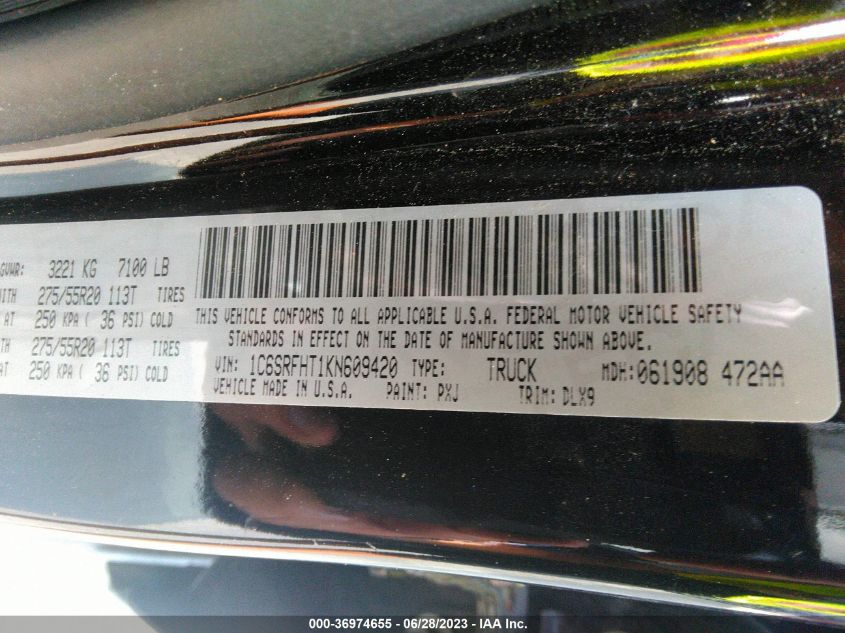 GVWR: 3221 KG 7100 LB
WITH 275/55R20 113T TIRES
AT 250 KPA ( 36 PSI) COLD
WITH 275/55R20 113T TIRES
AT 250 KPA ( 36 PSI) COLD
THIS VEHICLE CONFORMS TO ALL APPLICABLE U.S.A. FEDERAL MOTOR VEHICLE SAFETY
STANDARDS IN EFFECT ON THE DATE OF MANUFACTURE SHOWN ABOVE.
VIN: 1C6SRFHT1KN609420 TYPE: TRUCK MDH: 061908 472AA
VEHICLE MADE IN U.S.A. PAINT: PXJ TRIM: DLX9
000-36974655 - 06/28/2023 - IAA Inc.